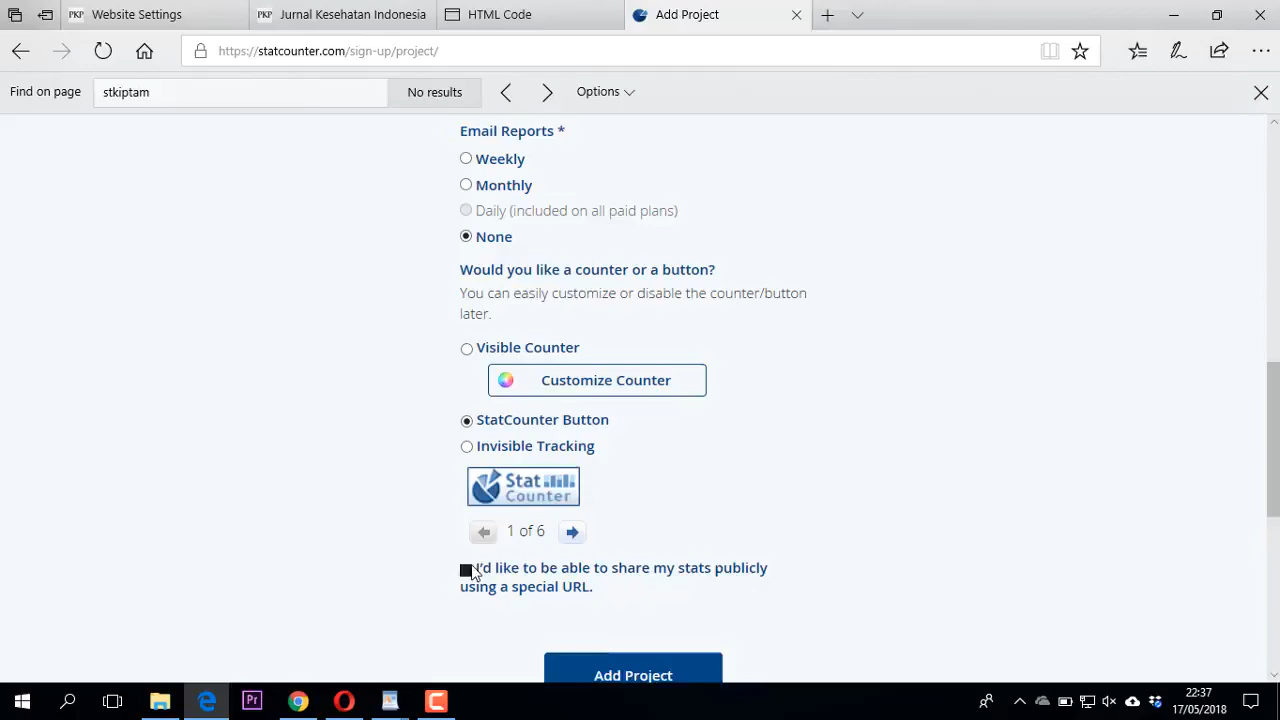 PKP Website Settings
PKP Jurnal Kesehatan Indonesia
HTML Code
Add Project
https://statcounter.com/sign-up/project/
Find on page
stkiptam
No results
Options
Email Reports *
Weekly
Monthly
Daily (included on all paid plans)
None
Would you like a counter or a button?
You can easily customize or disable the counter/button
later.
Visible Counter
Customize Counter
StatCounter Button
Invisible Tracking
Stat
Counter
1 of 6
I'd like to be able to share my stats publicly
using a special URL.
Add Project
Pr
22:37
17/05/2018